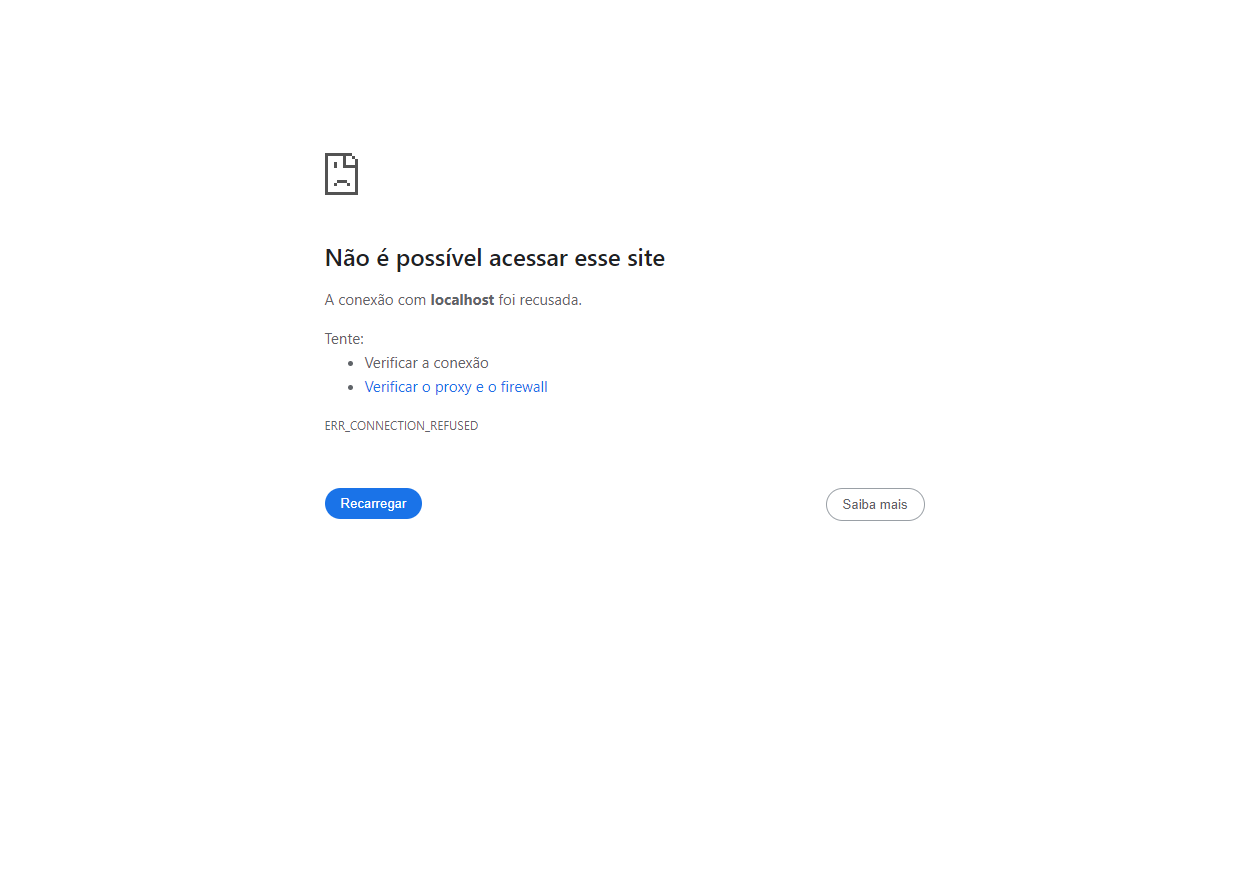 Não é possível acessar esse site
A conexão com localhost foi recusada.
Tente:
Verificar a conexão
Verificar o proxy e o firewall
ERR_CONNECTION_REFUSED
Recarregar
Saiba mais